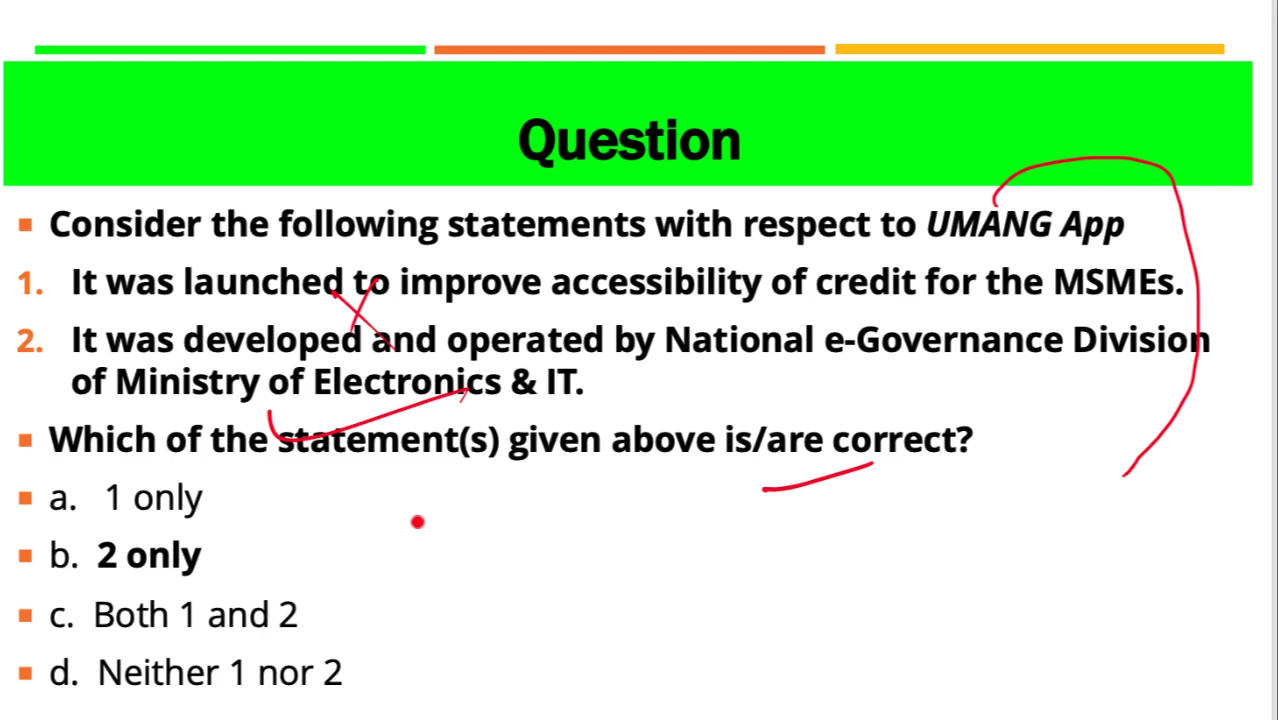 Question
Consider the following statements with respect to UMANG App
1. It was launched to improve accessibility of credit for the MSMEs.
2. It was developed and operated by National e-Governance Division
of Ministry of Electronics & IT.
Which of the statement(s) given above is/are correct?
a. 1 only
b. 2 only
c. Both 1 and 2
d. Neither 1 nor 2